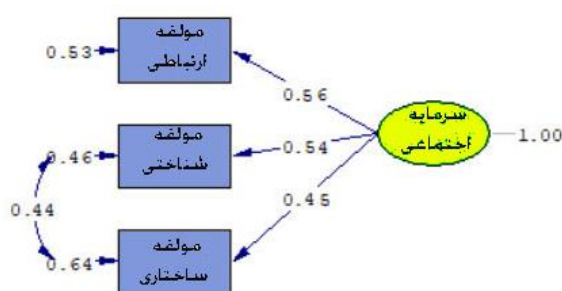 مولفه
ارتباطی
0.53
0.56
سرمایه
اجتماعی
1.00
مولفه
شناختی
0.46
0.54
0.44
0.45
مولفه
ساختاری
0.64